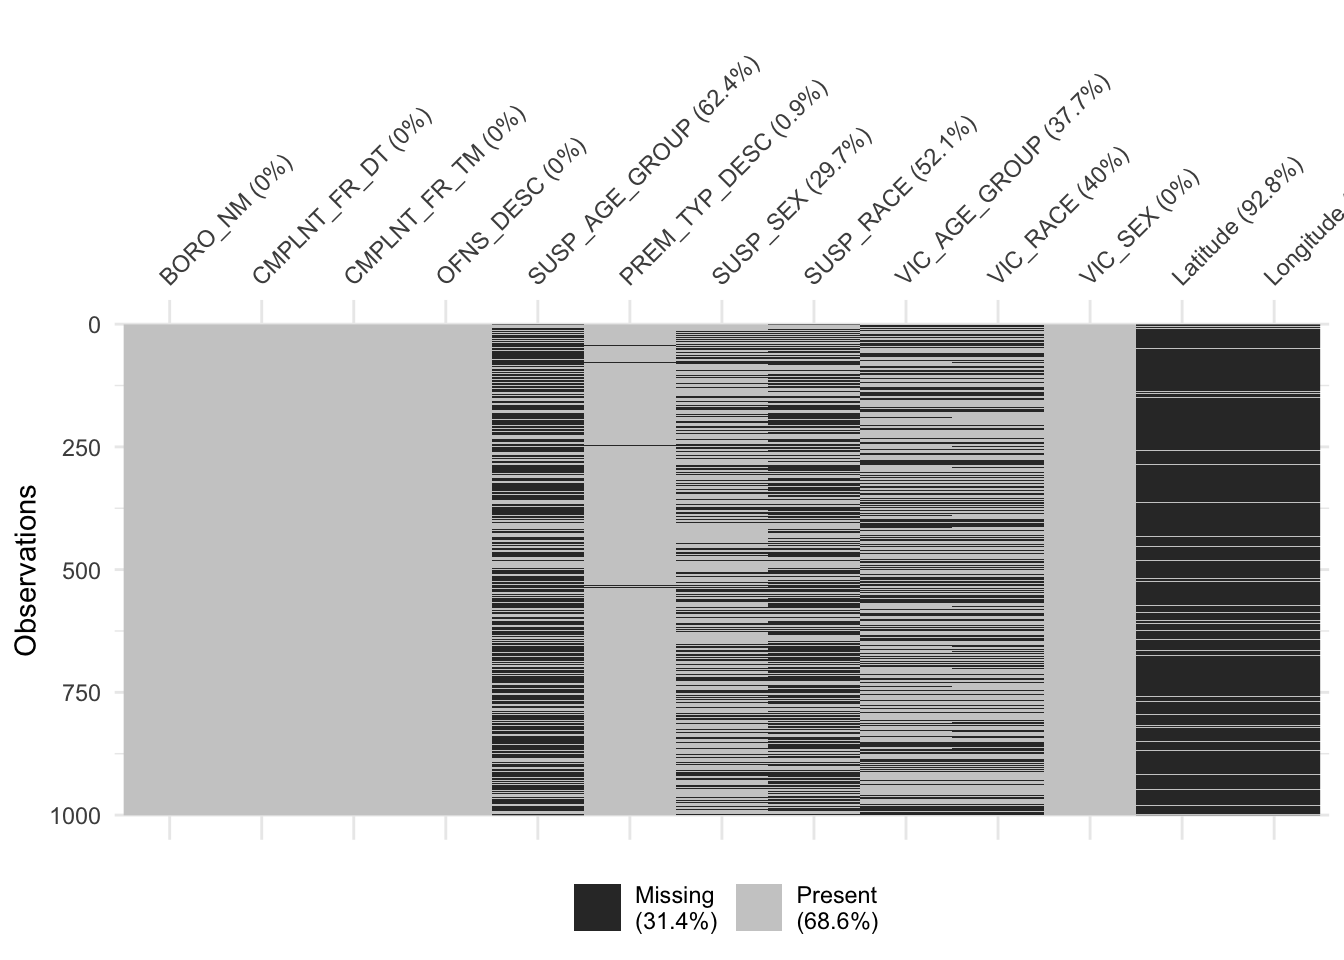 BORO_NM (0%)
CMPLNT_FR_DT (0%)
CMPLNT_FR_TM (0%)
OFNS_DESC (0%)
SUSP_AGE_GROUP (62.4%)
PREM_TYP_DESC (0.9%)
SUSP_SEX (29.7%)
SUSP_RACE (52.1%)
VIC_AGE_GROUP (37.7%)
VIC_RACE (40%)
VIC_SEX (0%)
Latitude (92.8%)
Longitude
0
250
500
750
1000
Observations
Missing
(31.4%)
Present
(68.6%)